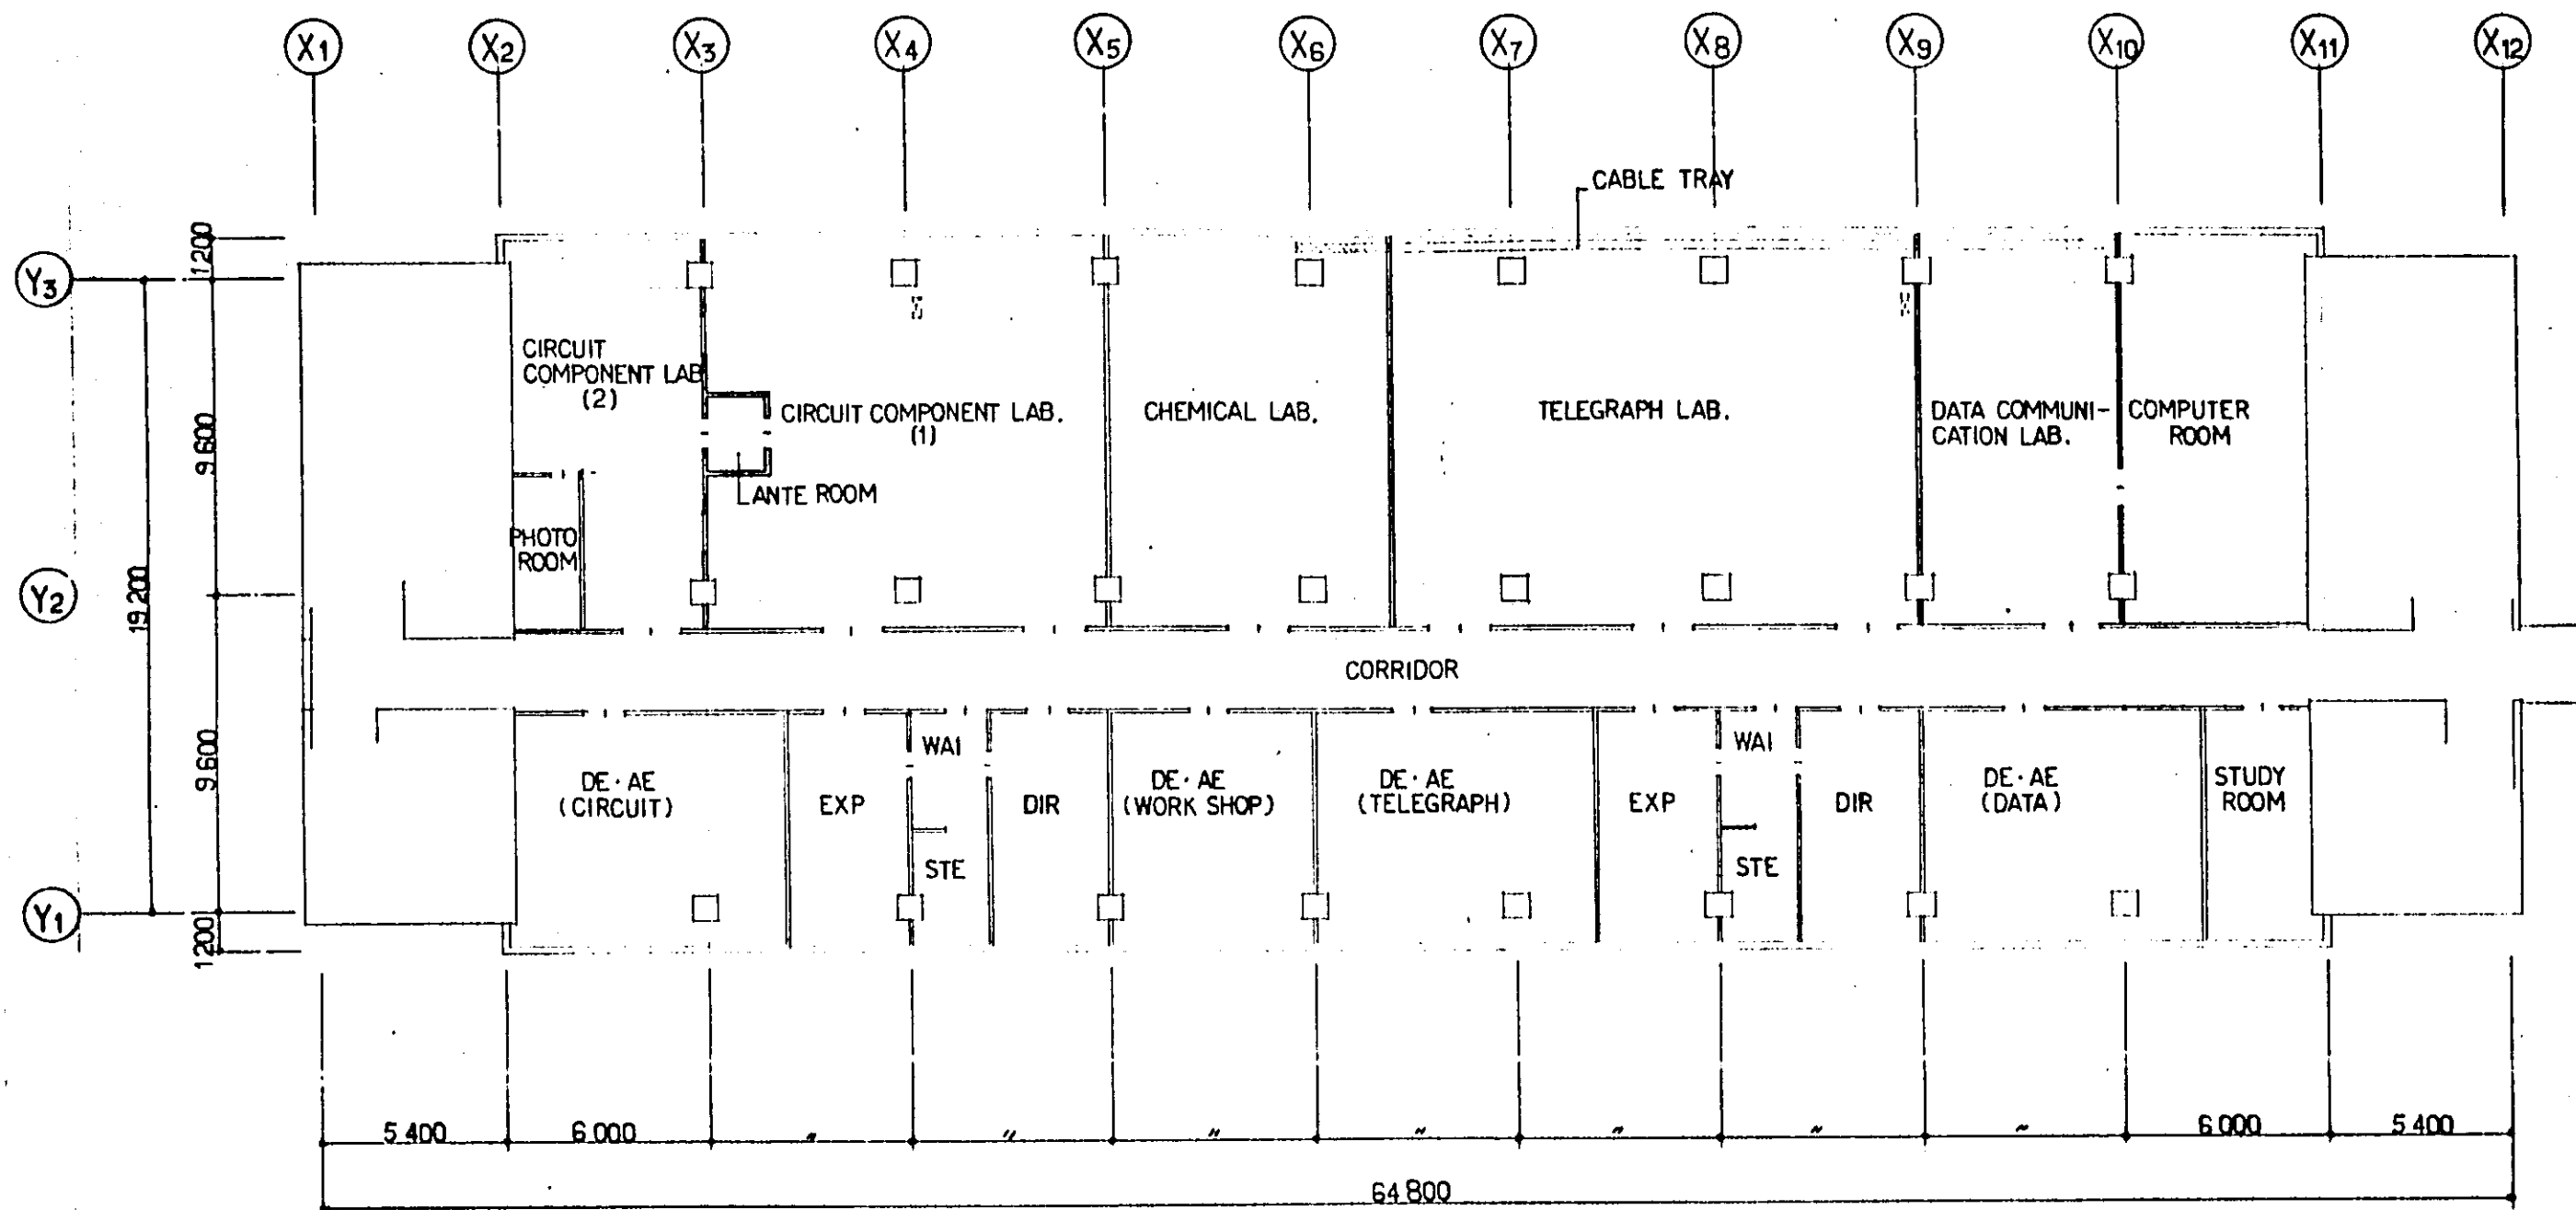 X1 X2 X3 X4 X5 X6 X7 X8 X9 X10 X11 X12
CABLE TRAY
1200
Y3
CIRCUIT
COMPONENT LAB
(2)
CIRCUIT COMPONENT LAB.
(1)
CHEMICAL LAB.
TELEGRAPH LAB.
DATA COMMUNI-
CATION LAB.
COMPUTER
ROOM
9600
ANTE ROOM
PHOTO
ROOM
Y2
19200
CORRIDOR
9600
DE·AE
(CIRCUIT)
EXP
WAI
STE
DIR
DE·AE
(WORK SHOP)
DE·AE
(TELEGRAPH)
EXP
WAI
STE
DIR
DE·AE
(DATA)
STUDY
ROOM
Y1
1200
5400 6000 〃 〃 〃 〃 〃 〃 〃 6000 5400
64800